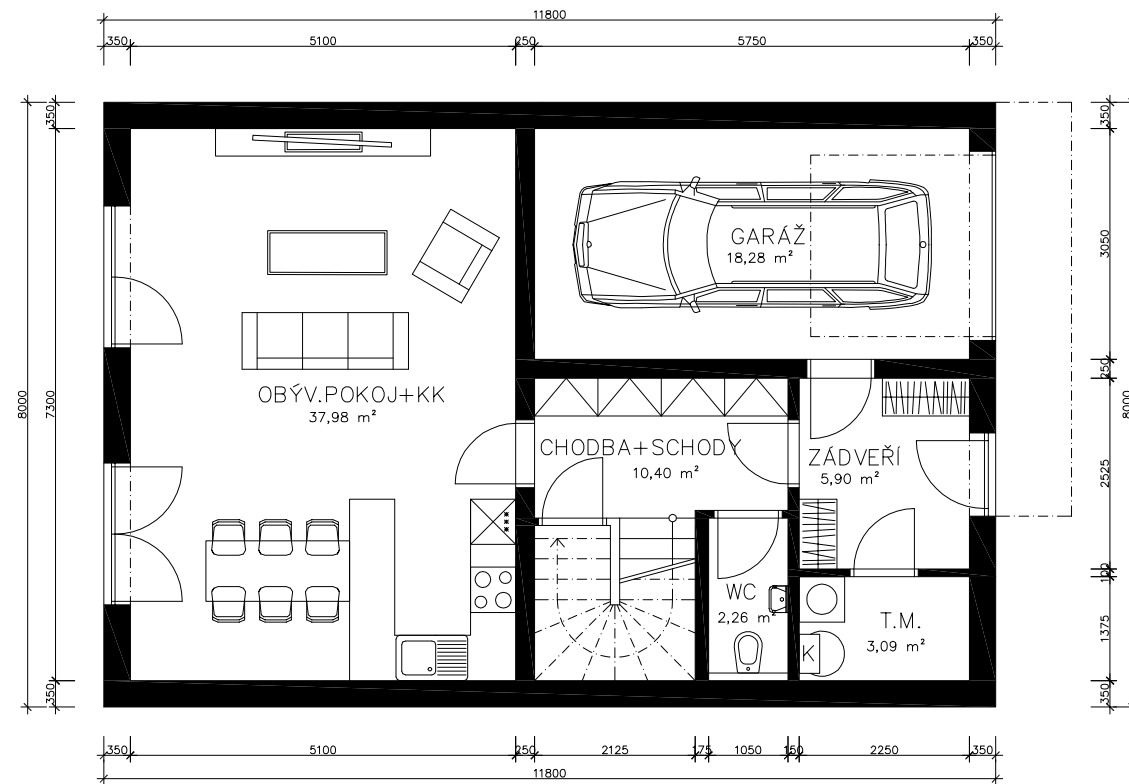 11800
350 5100 250 5750 350
350
350
GARÁŽ
18,28 m²
3050
250
8000
7300
OBÝV.POKOJ+KK
37,98 m²
8000
CHODBA+SCHODY
10,40 m²
ZÁDVEŘÍ
5,90 m²
2525
100
WC
2,26 m²
T.M.
3,09 m²
K
1375
350
350
350 5100 250 2125 175 1050 150 2250 350
11800